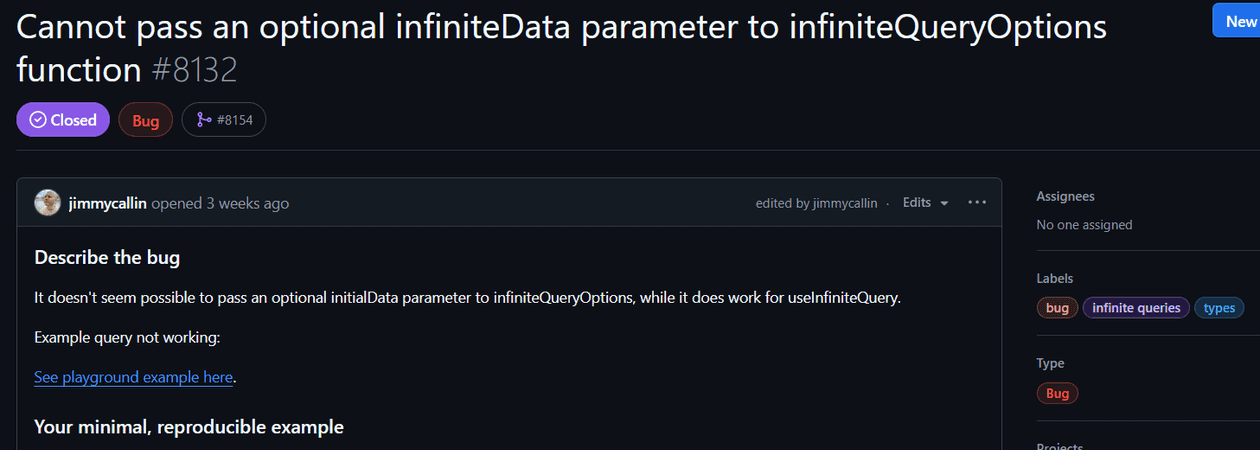 Cannot pass an optional infiniteData parameter to infiniteQueryOptions
function #8132
New
Closed
Bug
#8154
jimmycallin opened 3 weeks ago
edited by jimmycallin · Edits
Describe the bug
It doesn't seem possible to pass an optional initialData parameter to infiniteQueryOptions, while it does work for useInfiniteQuery.
Example query not working:
See playground example here.
Your minimal, reproducible example
Assignees
No one assigned
Labels
bug infinite queries types
Type
Bug
Projects